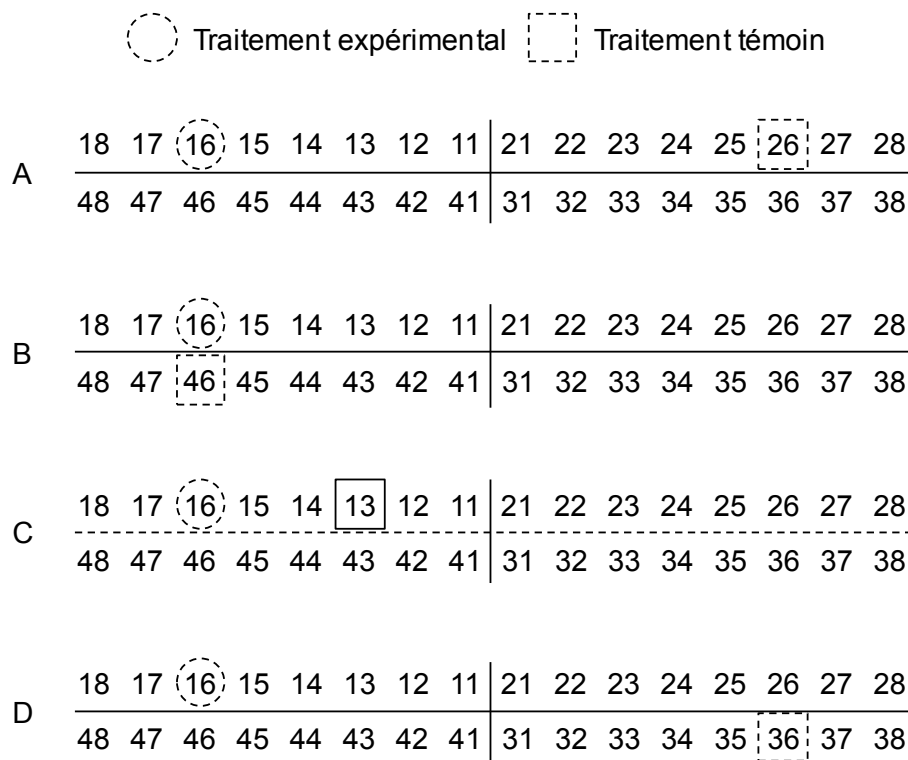 Traitement expérimental Traitement témoin
18 17 16 15 14 13 12 11 21 22 23 24 25 26 27 28
A
48 47 46 45 44 43 42 41 31 32 33 34 35 36 37 38
18 17 16 15 14 13 12 11 21 22 23 24 25 26 27 28
B
48 47 46 45 44 43 42 41 31 32 33 34 35 36 37 38
18 17 16 15 14 13 12 11 21 22 23 24 25 26 27 28
C
48 47 46 45 44 43 42 41 31 32 33 34 35 36 37 38
18 17 16 15 14 13 12 11 21 22 23 24 25 26 27 28
D
48 47 46 45 44 43 42 41 31 32 33 34 35 36 37 38